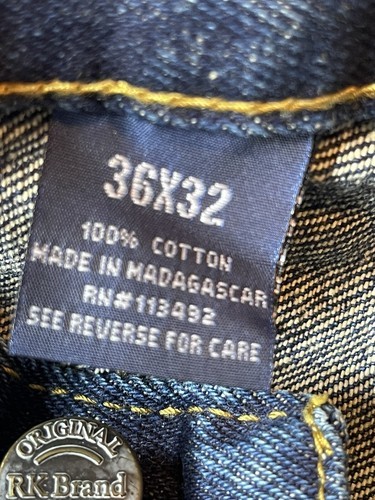 36X32
100% COTTON
MADE IN MADAGASCAR
RN#113492
SEE REVERSE FOR CARE
ORIGINAL
RK Brand